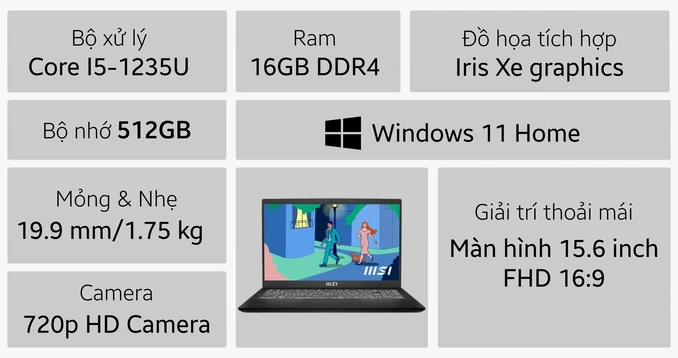 Bộ xử lý
Core I5-1235U
Ram
16GB DDR4
Đồ họa tích hợp
Iris Xe graphics
Bộ nhớ 512GB
Windows 11 Home
Mỏng & Nhẹ
19.9 mm/1.75 kg
msi
msi
Giải trí thoải mái
Màn hình 15.6 inch
FHD 16:9
Camera
720p HD Camera